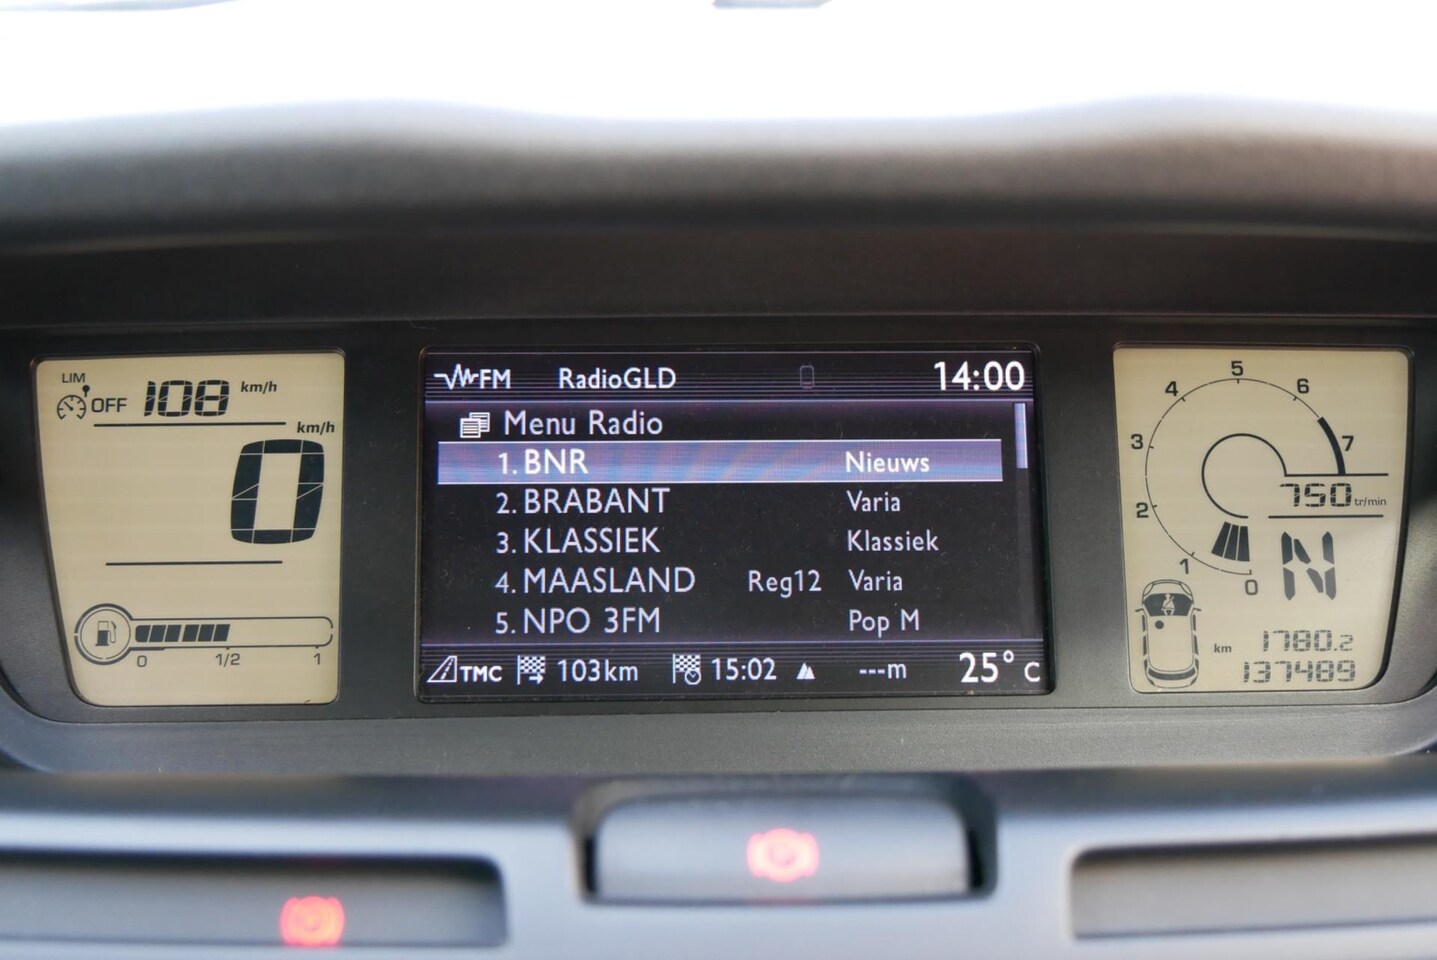 LIM
OFF 108 km/h
km/h
0
0 1/2 1
FM RadioGLD 14:00
Menu Radio
1. BNR Nieuws
2. BRABANT Varia
3. KLASSIEK Klassiek
4. MAASLAND Reg12 Varia
5. NPO 3FM Pop M
TMC 103km 15:02 ---m 25° C
0 1 2 3 4 5 6 7
750 tr/min
N
km 1780.2
137489